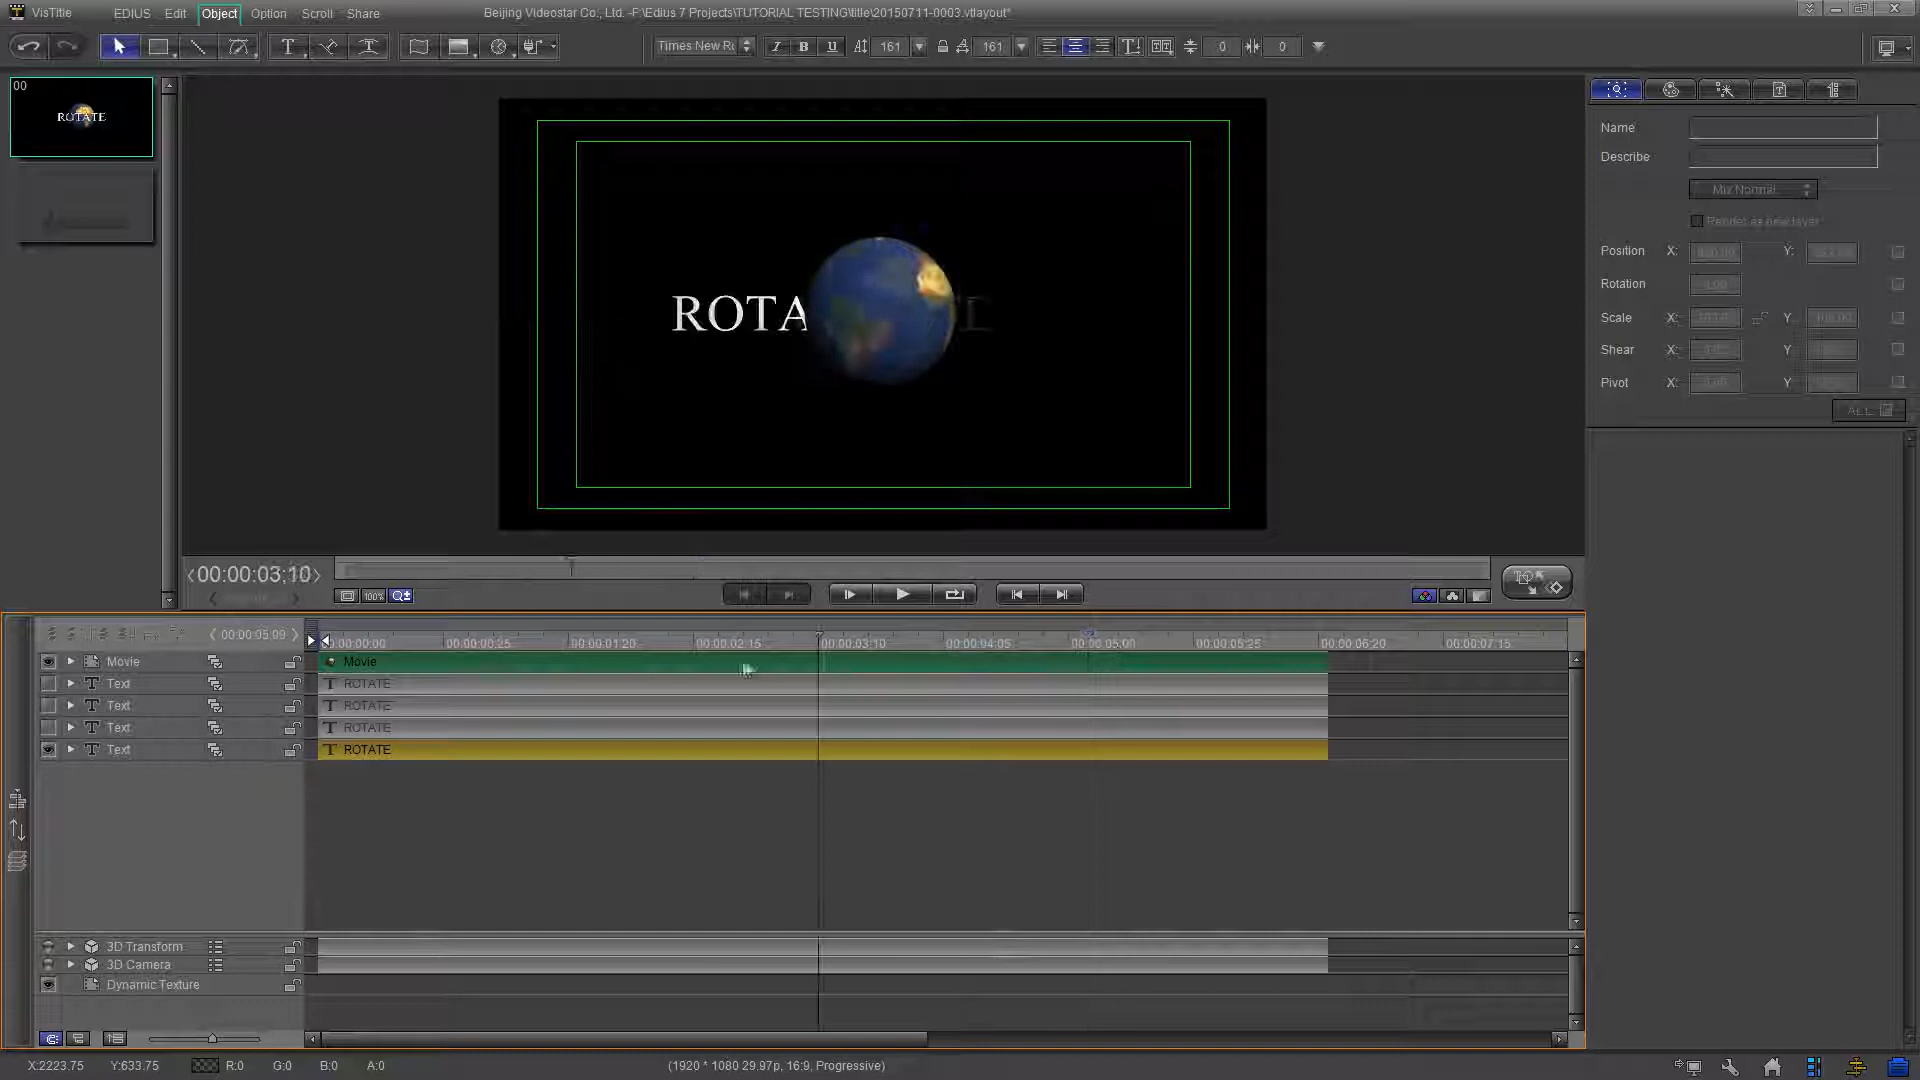 VisTitle EDIUS Edit Object Option Scroll Share Beijing Videostar Co., Ltd. -F:\Edius 7 Projects\TUTORIAL TESTING\title\20150711-0003.vtlayout*
Times New R 161 161 0 0
00
ROTATE
ROTA
Name
Describe
Mix Normal
Render as new layer
Position X: Y:
Rotation
Scale X: Y
Shear X: Y
Pivot X: Y
ALL
00:00:03;10
100%
00:00:05:09 00:00:00:00 00:00:00:25 00:00:01:20 00:00:02:15 00:00:03:10 00:00:04:05 00:00:05:00 00:00:05:25 00:00:06:20 00:00:07:15
Movie Movie
Text T ROTATE
Text T ROTATE
Text T ROTATE
Text T ROTATE
3D Transform
3D Camera
Dynamic Texture
X:2223.75 Y:633.75 R:0 G:0 B:0 A:0 (1920 * 1080 29.97p, 16:9, Progressive)